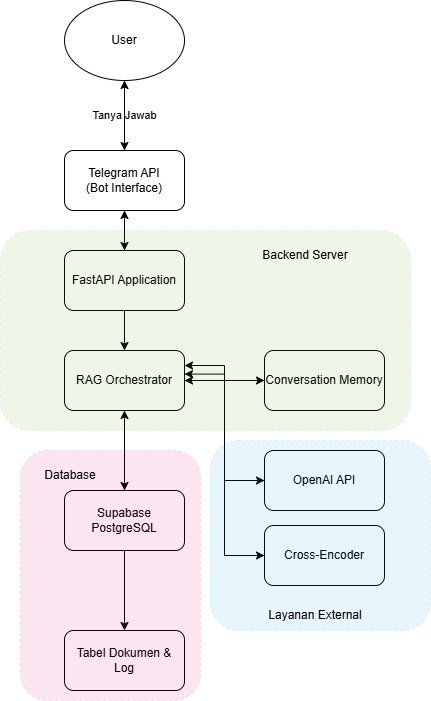 User
Tanya Jawab
Telegram API
(Bot Interface)
Backend Server
FastAPI Application
RAG Orchestrator
Conversation Memory
Database
OpenAI API
Supabase
PostgreSQL
Cross-Encoder
Layanan External
Tabel Dokumen &
Log